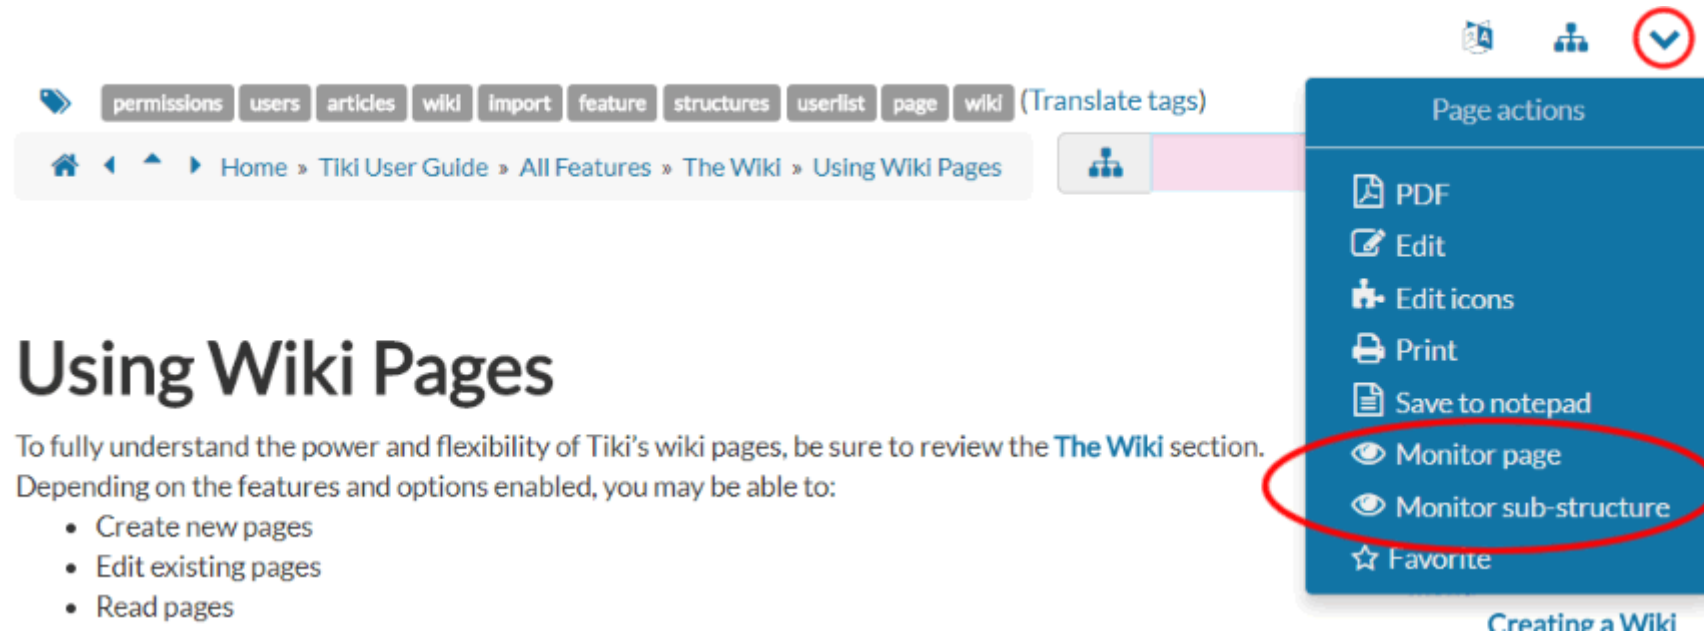 permissions users articles wiki import feature structures userlist page wiki (Translate tags)
Home » Tiki User Guide » All Features » The Wiki » Using Wiki Pages
Page actions
PDF
Edit
Edit icons
Print
Save to notepad
Monitor page
Monitor sub-structure
Favorite
Using Wiki Pages
To fully understand the power and flexibility of Tiki's wiki pages, be sure to review the The Wiki section.
Depending on the features and options enabled, you may be able to:
• Create new pages
• Edit existing pages
• Read pages
Creating a Wiki